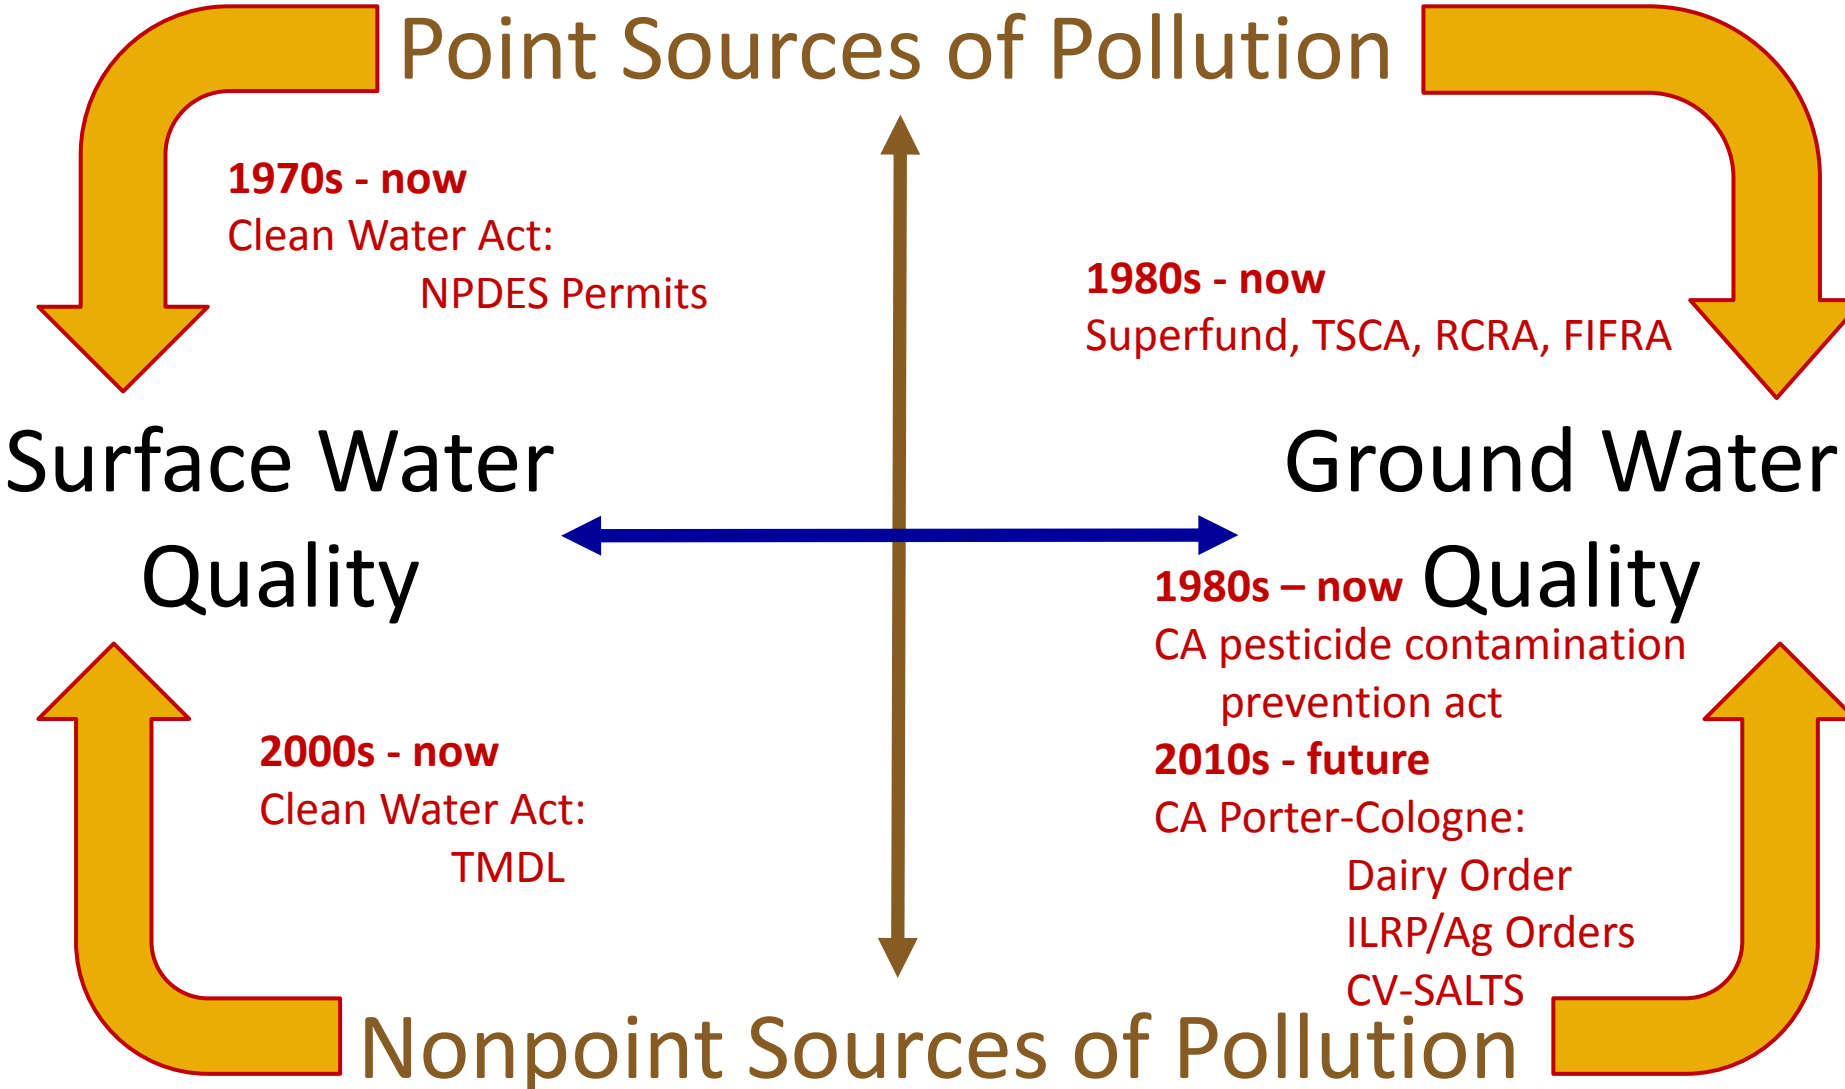 Point Sources of Pollution
1970s - now
Clean Water Act:
NPDES Permits
1980s - now
Superfund, TSCA, RCRA, FIFRA
Surface Water
Quality
Ground Water
Quality
1980s – now
CA pesticide contamination
prevention act
2010s - future
CA Porter-Cologne:
Dairy Order
ILRP/Ag Orders
CV-SALTS
2000s - now
Clean Water Act:
TMDL
Nonpoint Sources of Pollution